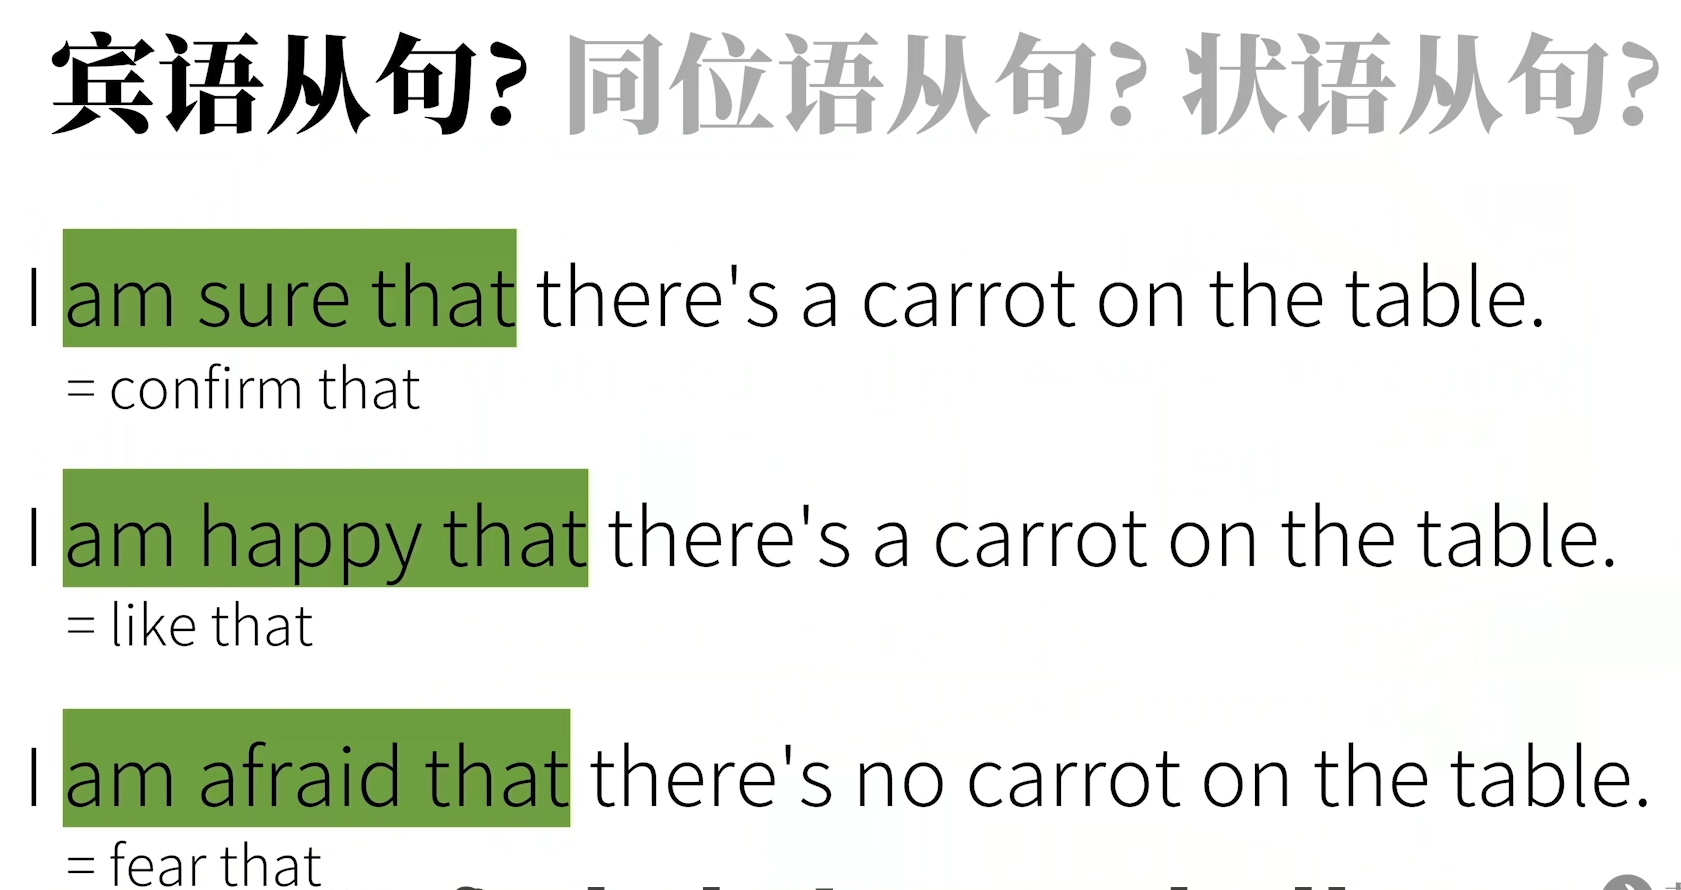 宾语从句? 同位语从句? 状语从句?
I am sure that there's a carrot on the table.
= confirm that
I am happy that there's a carrot on the table.
= like that
I am afraid that there's no carrot on the table.
= fear that